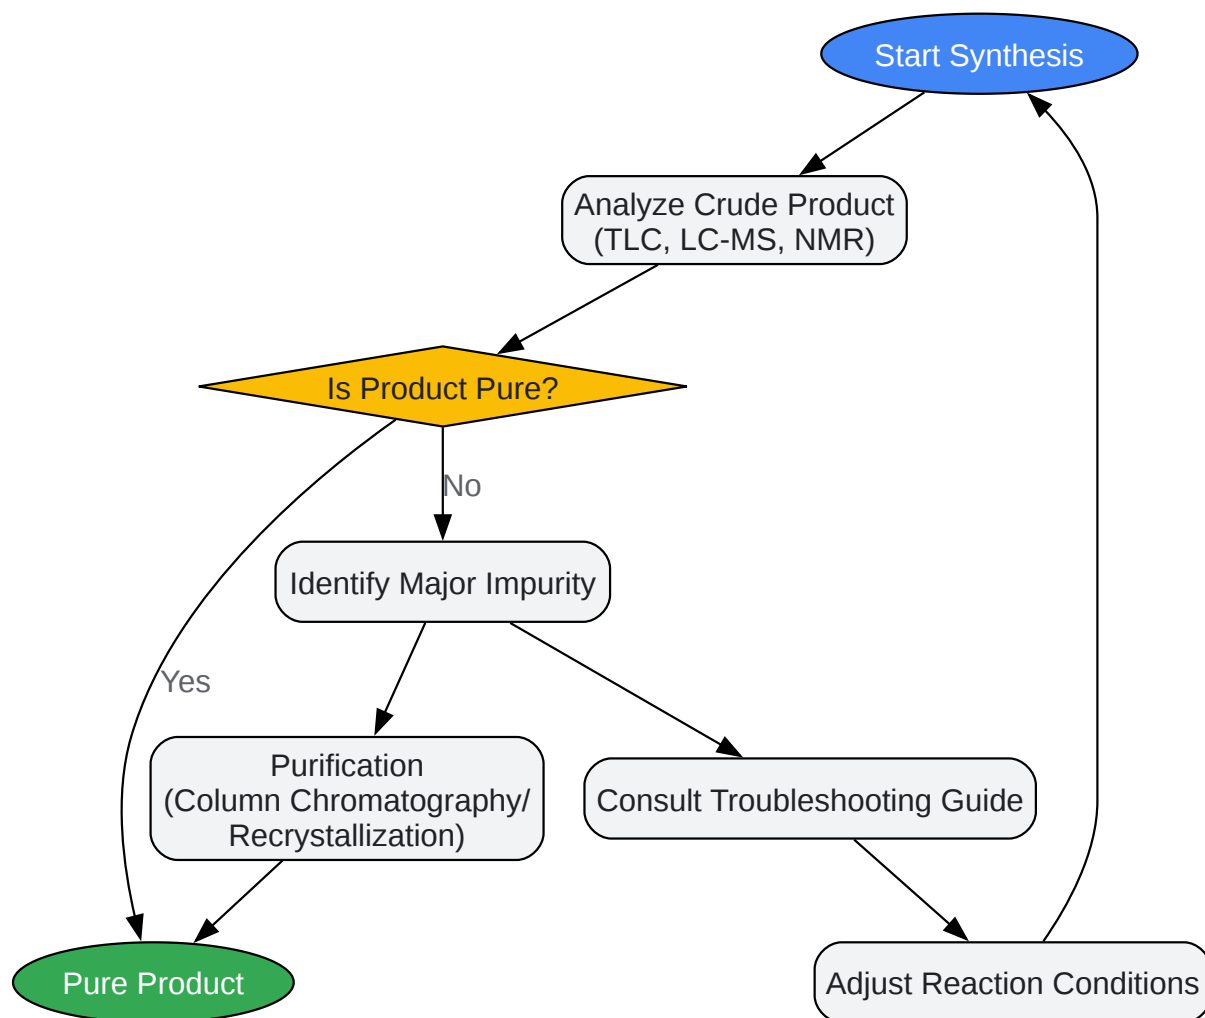 Start Synthesis
Analyze Crude Product
(TLC, LC-MS, NMR)
Is Product Pure?
No
Identify Major Impurity
Yes
Purification
(Column Chromatography/
Recrystallization)
Consult Troubleshooting Guide
Pure Product
Adjust Reaction Conditions